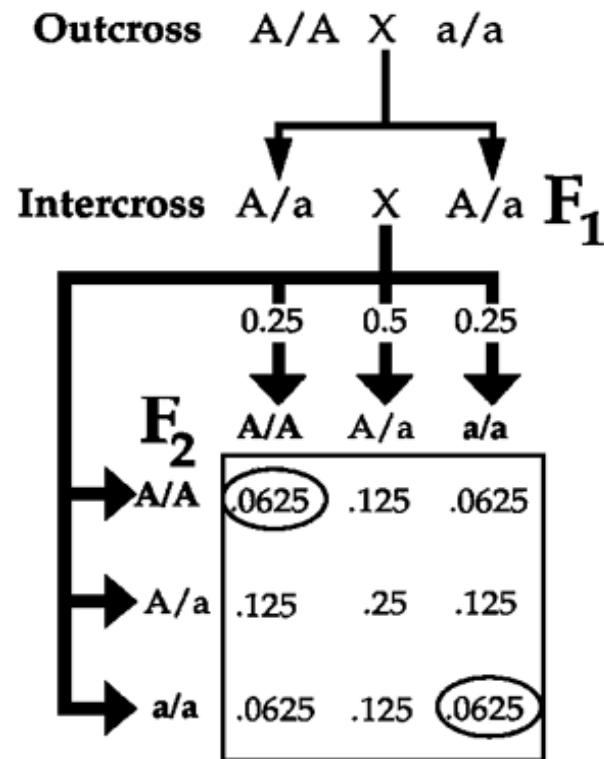 Outcross A/A X a/a
Intercross A/a X A/a F1
0.25 0.5 0.25
F2 A/A A/a a/a
A/A .0625 .125 .0625
A/a .125 .25 .125
a/a .0625 .125 .0625